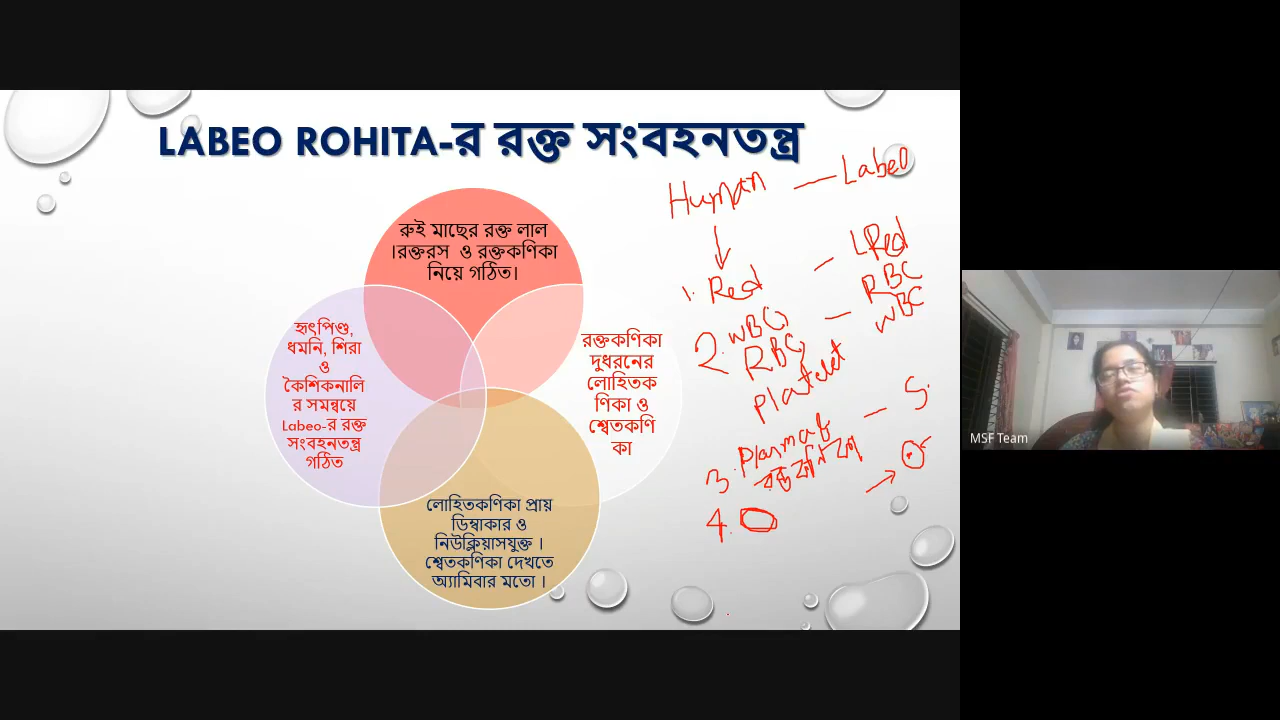 LABEO ROHITA-র রক্ত সংবহনতন্ত্র
রুই মাছের রক্ত লাল
।রক্তরস ও রক্তকণিকা
নিয়ে গঠিত।
হৃৎপিণ্ড,
ধমনি, শিরা
ও
কৈশিকনালি
র সমন্বয়ে
Labeo-র রক্ত
সংবহনতন্ত্র
গঠিত
রক্তকণিকা
দুধরনের
লোহিতক
ণিকা ও
শ্বেতকণি
কা
লোহিতকণিকা প্রায়
ডিম্বাকার ও
নিউক্লিয়াসযুক্ত ।
শ্বেতকণিকা দেখতে
অ্যামিবার মতো ।
Human — Labeo
1. Red — Red
2. WBC — RBC
RBC WBC
Platelet
3. Plasma ও — S.
রক্তকনিকা
4.
MSF Team